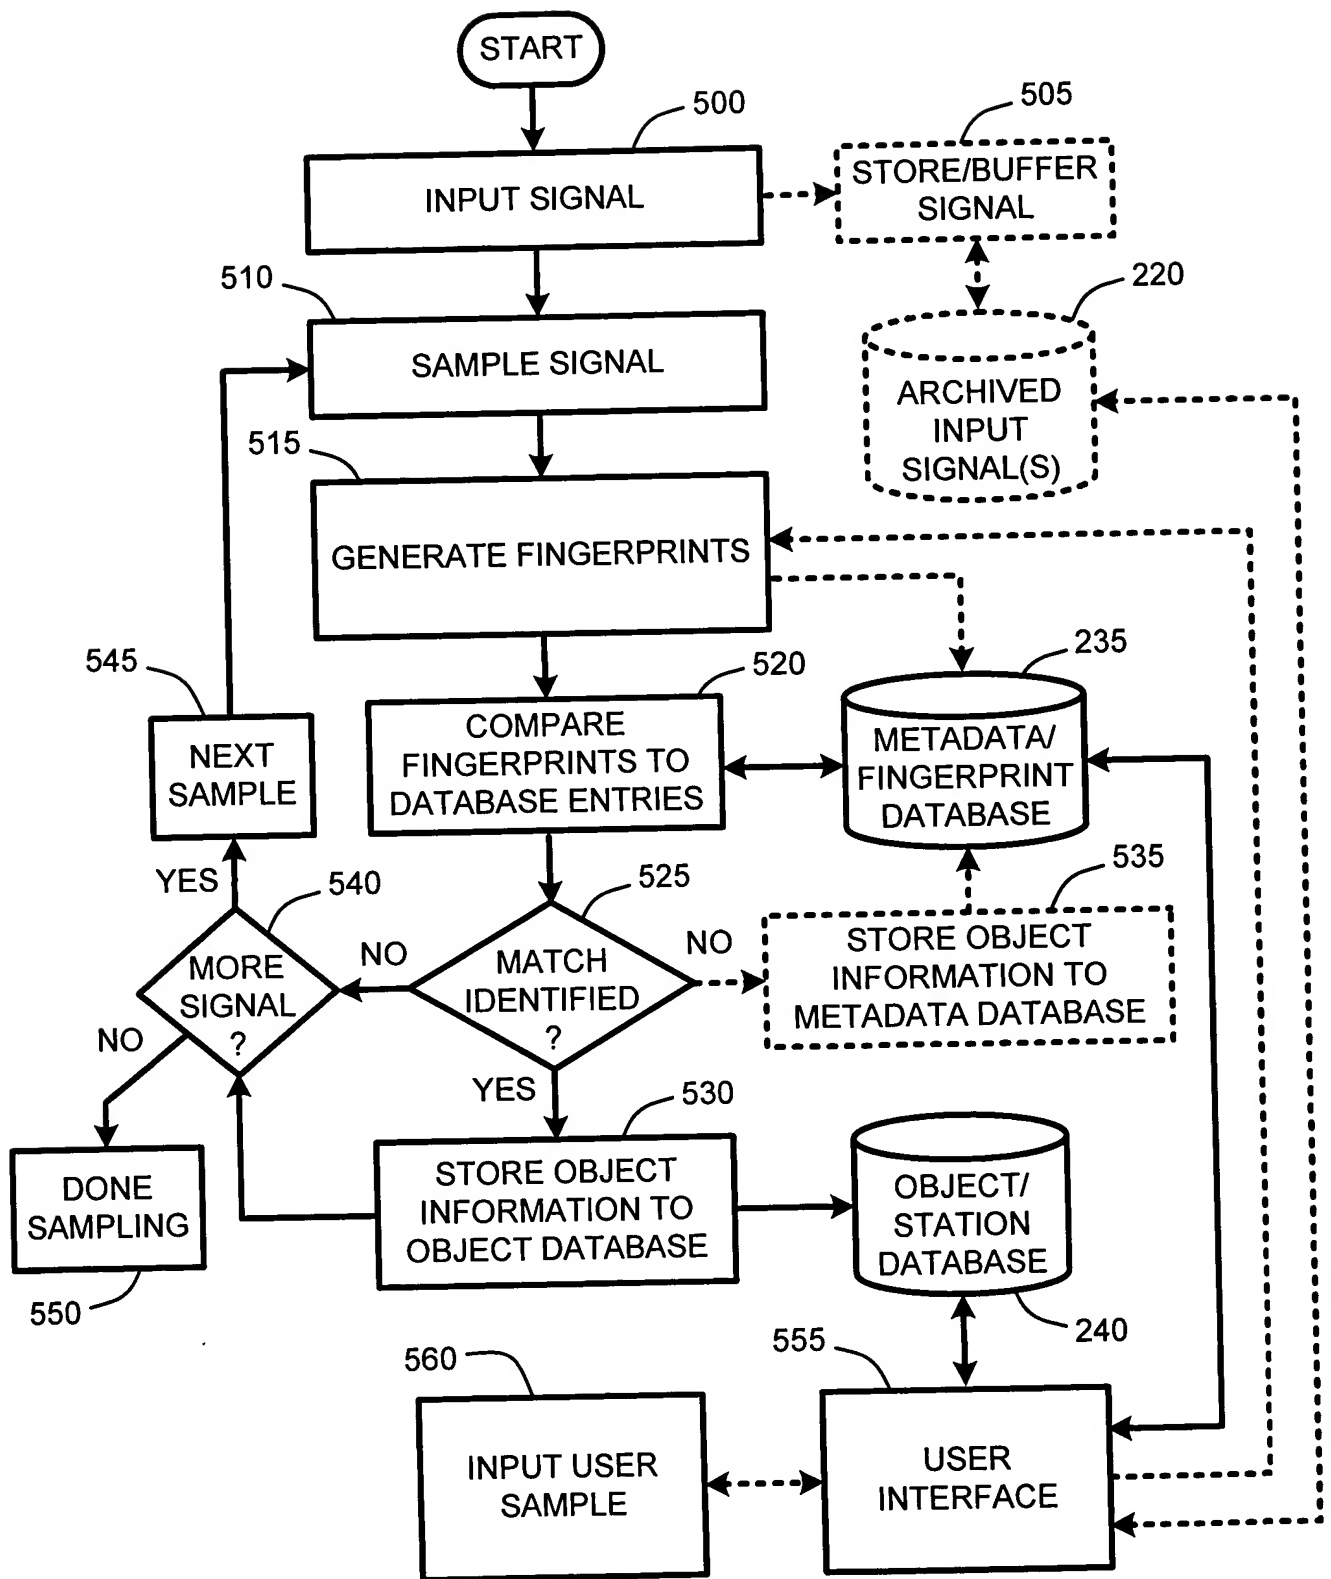 START
500
505
INPUT SIGNAL
STORE/BUFFER
SIGNAL
510
220
SAMPLE SIGNAL
ARCHIVED
INPUT
SIGNAL(S)
515
GENERATE FINGERPRINTS
545
520
235
NEXT
SAMPLE
COMPARE
FINGERPRINTS TO
DATABASE ENTRIES
METADATA/
FINGERPRINT
DATABASE
YES
540
525
535
MORE
SIGNAL
?
NO
MATCH
IDENTIFIED
?
NO
STORE OBJECT
INFORMATION TO
METADATA DATABASE
NO
YES
530
DONE
SAMPLING
STORE OBJECT
INFORMATION TO
OBJECT DATABASE
OBJECT/
STATION
DATABASE
550
240
560
555
INPUT USER
SAMPLE
USER
INTERFACE